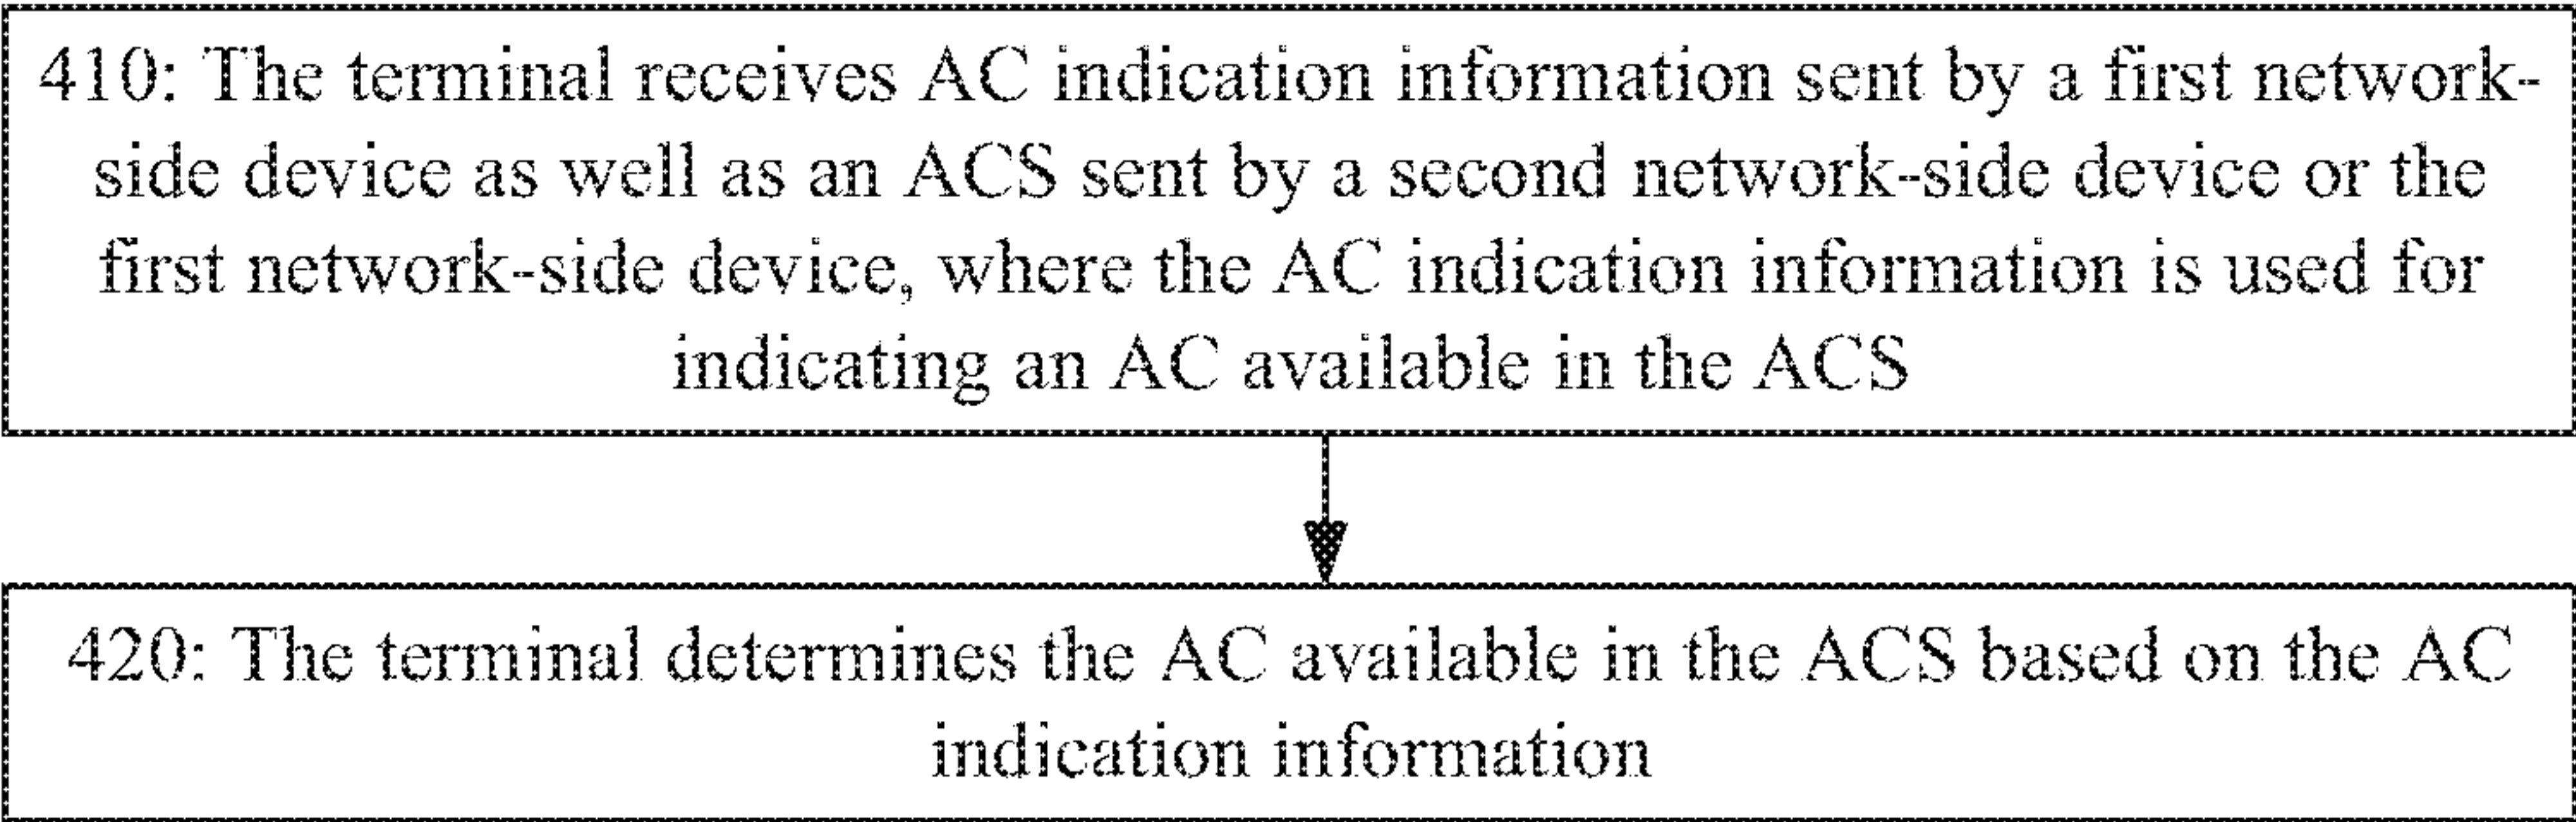 410: The terminal receives AC indication information sent by a first network-
side device as well as an ACS sent by a second network-side device or the
first network-side device, where the AC indication information is used for
indicating an AC available in the ACS
420: The terminal determines the AC available in the ACS based on the AC
indication information